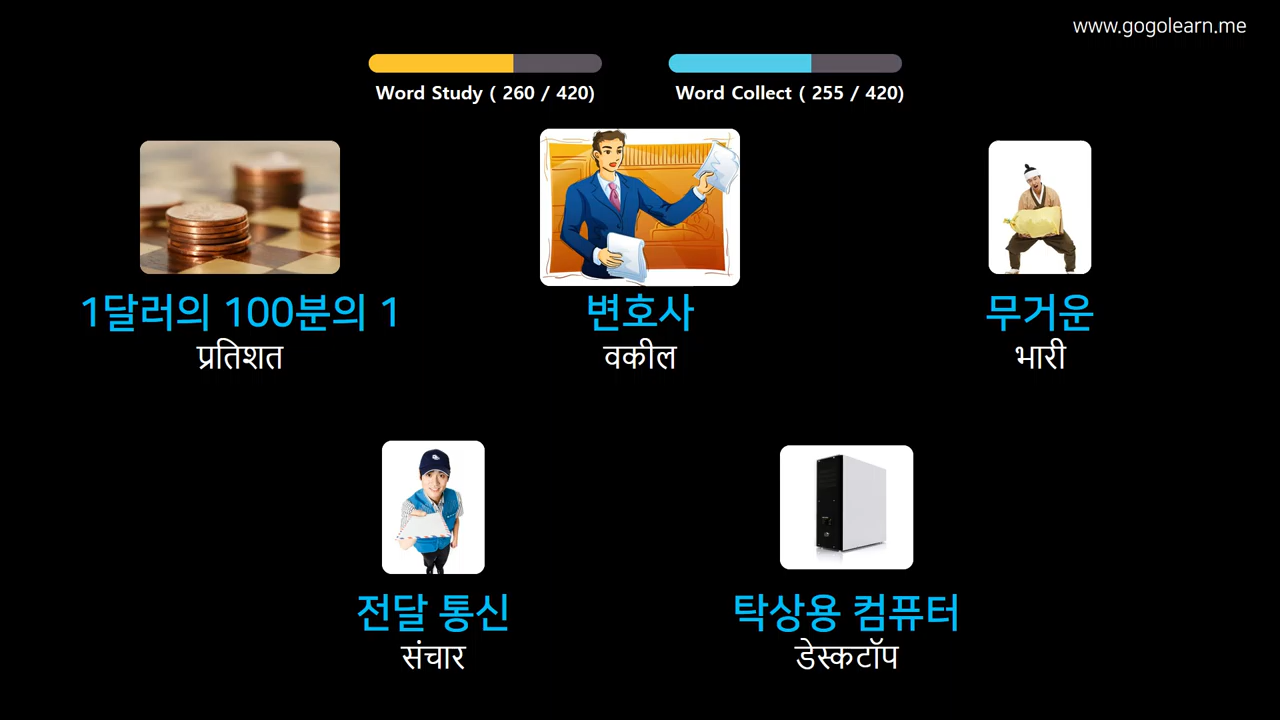 www.gogolearn.me
Word Study ( 260 / 420)
Word Collect ( 255 / 420)
1달러의 100분의 1
प्रतिशत
변호사
वकील
무거운
भारी
전달 통신
संचार
탁상용 컴퓨터
डेस्कटॉप